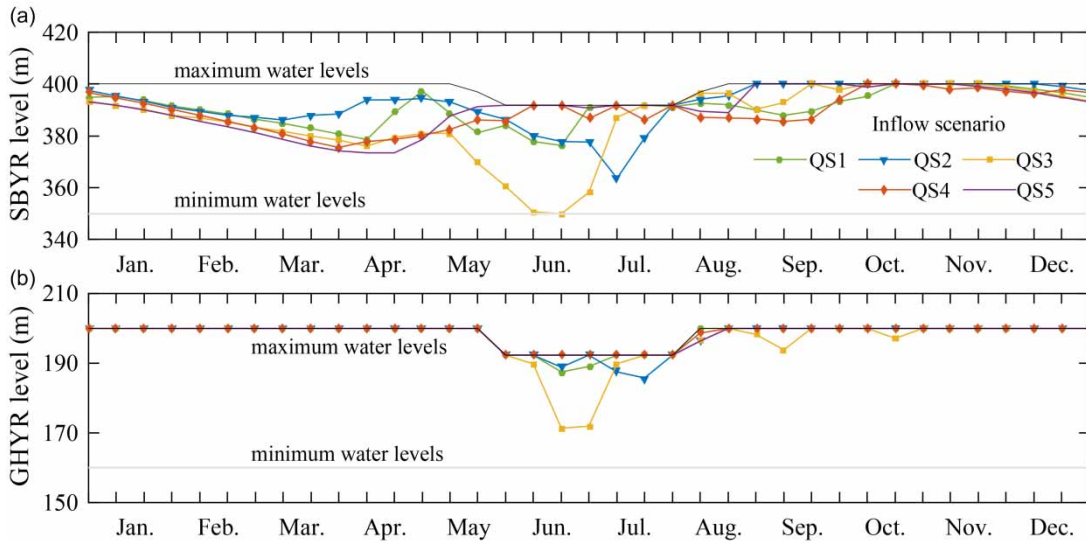 (a)
SBYR level (m)
420
400
380
360
340
maximum water levels
minimum water levels
Inflow scenario
QS1 QS2 QS3
QS4 QS5
Jan. Feb. Mar. Apr. May Jun. Jul. Aug. Sep. Oct. Nov. Dec.
(b)
GHYR level (m)
210
190
170
150
maximum water levels
minimum water levels
Jan. Feb. Mar. Apr. May Jun. Jul. Aug. Sep. Oct. Nov. Dec.